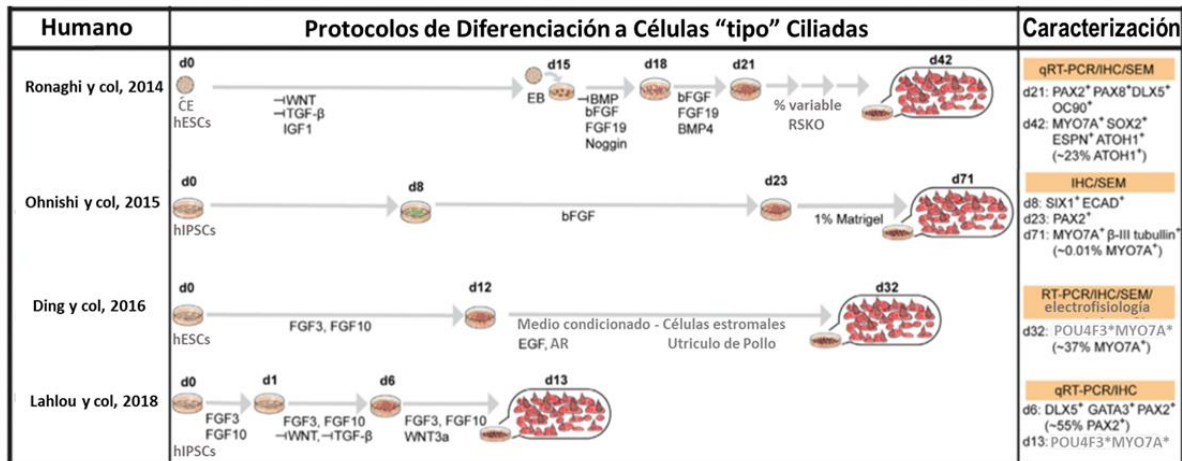 Humano
Protocolos de Diferenciación a Células “tipo” Ciliadas
Caracterización
Ronaghi y col, 2014
d0
ĆE
hESCs
⊣WNT
⊣TGF-β
IGF1
EB
d15
⊣BMP
bFGF
FGF19
Noggin
d18
bFGF
FGF19
BMP4
d21
% variable
RSKO
d42
qRT-PCR/IHC/SEM
d21: PAX2⁺ PAX8⁺DLX5⁺
OC90⁺
d42: MYO7A⁺ SOX2⁺
ESPN⁺ ATOH1⁺
(~23% ATOH1⁺)
Ohnishi y col, 2015
d0
hIPSCs
d8
bFGF
d23
1% Matrigel
d71
IHC/SEM
d8: SIX1⁺ ECAD⁺
d23: PAX2⁺
d71: MYO7A⁺ β-III tubullin⁺
(~0.01% MYO7A⁺)
Ding y col, 2016
d0
hESCs
FGF3, FGF10
d12
Medio condicionado - Células estromales
Utriculo de Pollo
EGF, AR
d32
RT-PCR/IHC/SEM/
electrofisiología
d32: POU4F3*MYO7A*
(~37% MYO7A⁺)
Lahlou y col, 2018
d0
hIPSCs
FGF3
FGF10
d1
FGF3, FGF10
⊣WNT, ⊣TGF-β
d6
FGF3, FGF10
WNT3a
d13
qRT-PCR/IHC
d6: DLX5⁺ GATA3⁺ PAX2⁺
(~55% PAX2⁺)
d13: POU4F3*MYO7A*